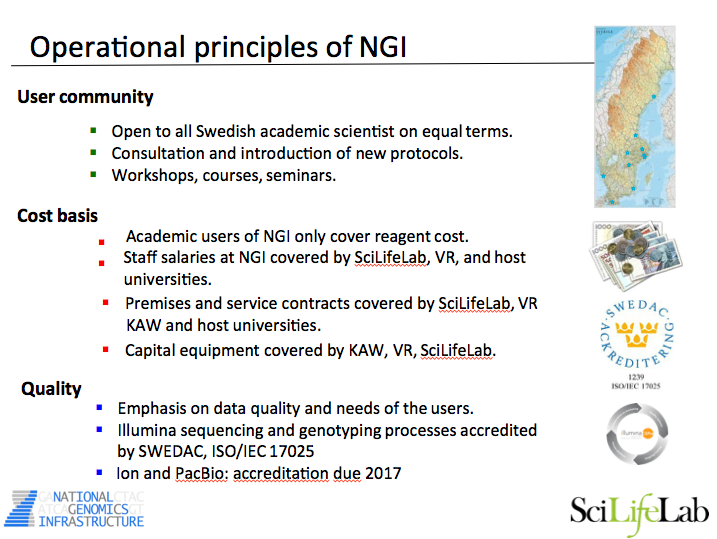 Operational principles of NGI
User community
Open to all Swedish academic scientist on equal terms.
Consultation and introduction of new protocols.
Workshops, courses, seminars.
Cost basis
Academic users of NGI only cover reagent cost.
Staff salaries at NGI covered by SciLifeLab, VR, and host
universities.
Premises and service contracts covered by SciLifeLab, VR
KAW and host universities.
Capital equipment covered by KAW, VR, SciLifeLab.
Quality
Emphasis on data quality and needs of the users.
Illumina sequencing and genotyping processes accredited
by SWEDAC, ISO/IEC 17025
Ion and PacBio: accreditation due 2017
SWEDAC
ACKREDITERING
1239
ISO/IEC 17025
illumina
NATIONAL
GENOMICS
INFRASTRUCTURE
SciLifeLab